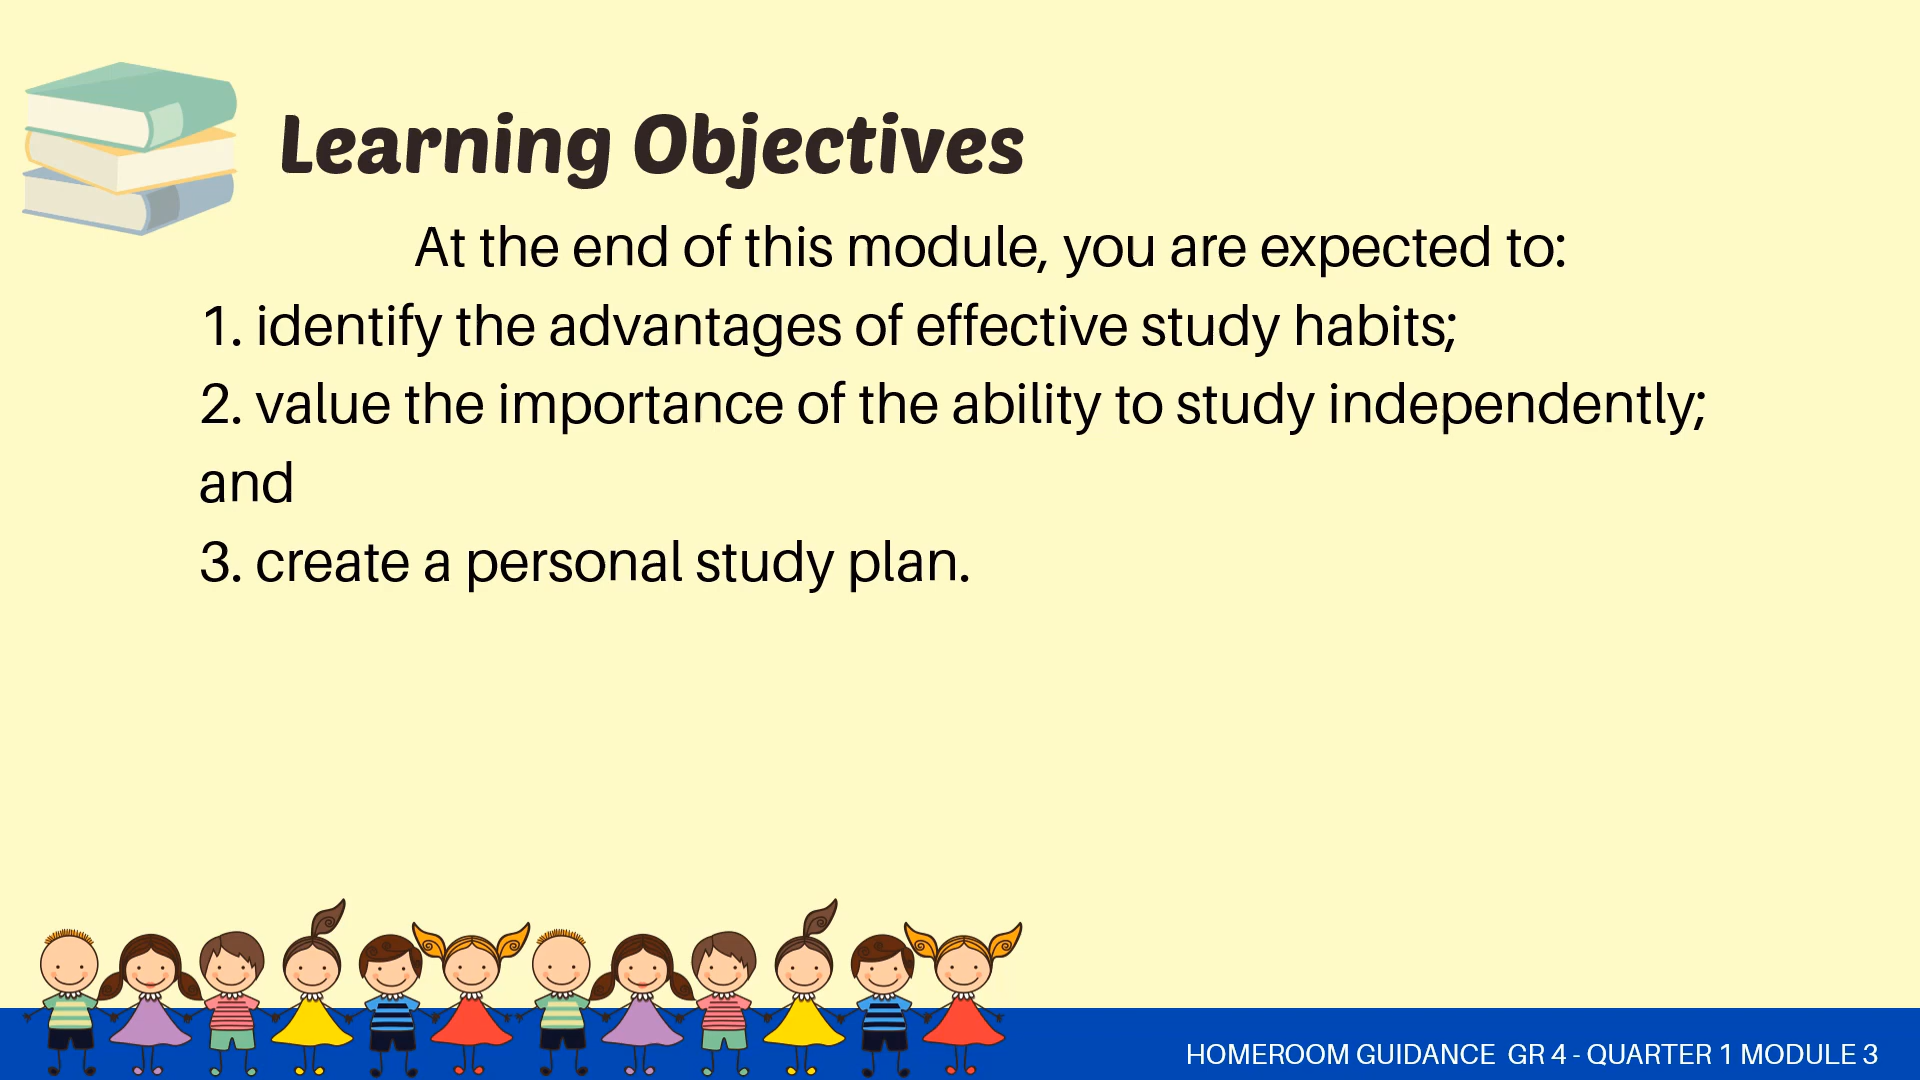 Learning Objectives
At the end of this module, you are expected to:
1. identify the advantages of effective study habits;
2. value the importance of the ability to study independently;
and
3. create a personal study plan.
HOMEROOM GUIDANCE  GR 4 - QUARTER 1 MODULE 3